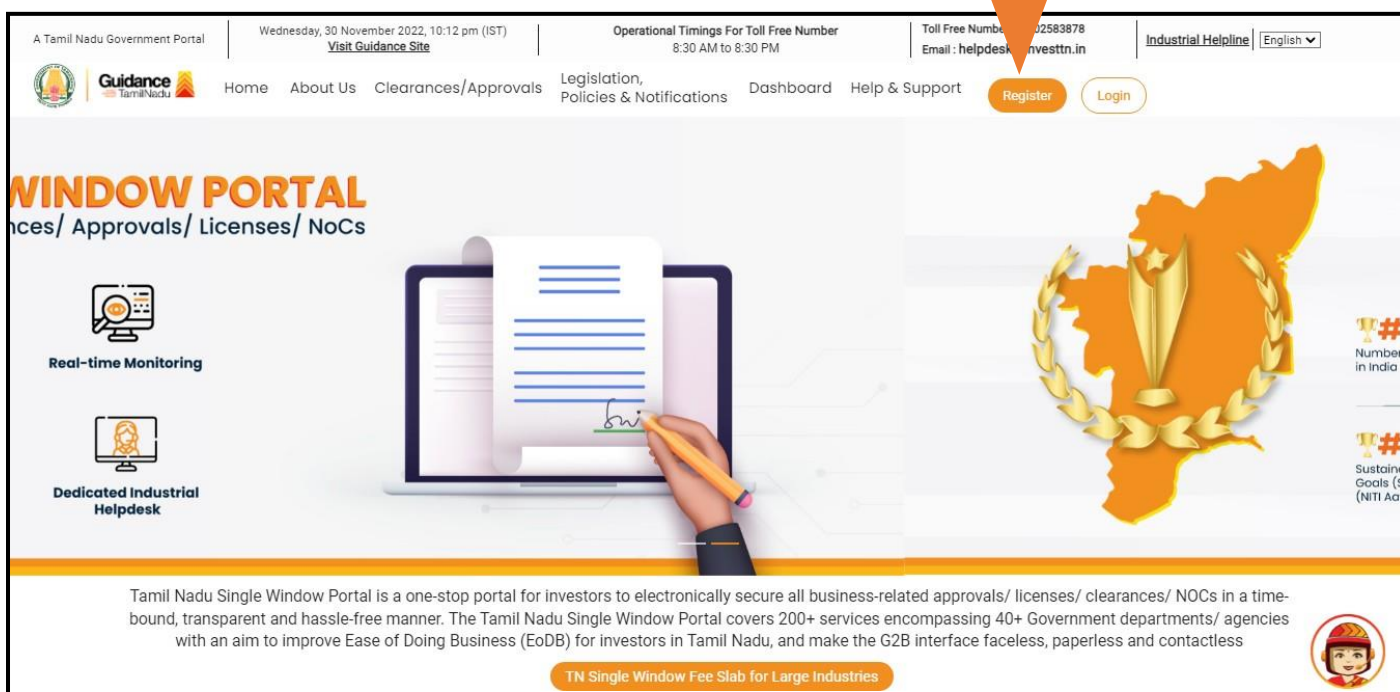 A Tamil Nadu Government Portal
Wednesday, 30 November 2022, 10:12 pm (IST)
Visit Guidance Site
Operational Timings For Toll Free Number
8:30 AM to 8:30 PM
Toll Free 02583878
Email : helpdesk nvesttn.in
Industrial Helpline
English
Guidance
TamilNadu
Home About Us Clearances/Approvals Legislation,
Policies & Notifications Dashboard Help & Support Register Login
WINDOW PORTAL
nces/ Approvals/ Licenses/ NoCs
Real-time Monitoring
Dedicated Industrial
Helpdesk
#
Number
in India
#
Sustain
Goals (S
(NITI Aa
Tamil Nadu Single Window Portal is a one-stop portal for investors to electronically secure all business-related approvals/ licenses/ clearances/ NOCs in a time-
bound, transparent and hassle-free manner. The Tamil Nadu Single Window Portal covers 200+ services encompassing 40+ Government departments/ agencies
with an aim to improve Ease of Doing Business (EoDB) for investors in Tamil Nadu, and make the G2B interface faceless, paperless and contactless
TN Single Window Fee Slab for Large Industries